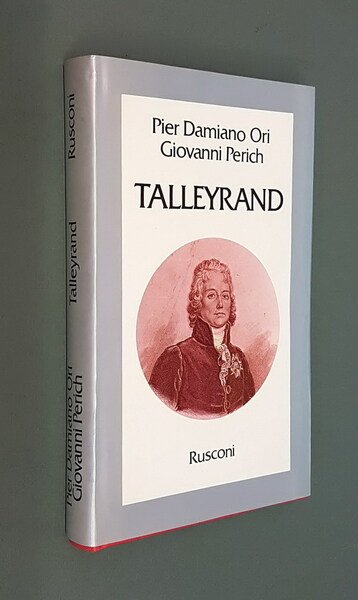 Pier Damiano Ori
Giovanni Perich
TALLEYRAND
Rusconi
Pier Damiano Ori
Giovanni Perich
Talleyrand
Rusconi